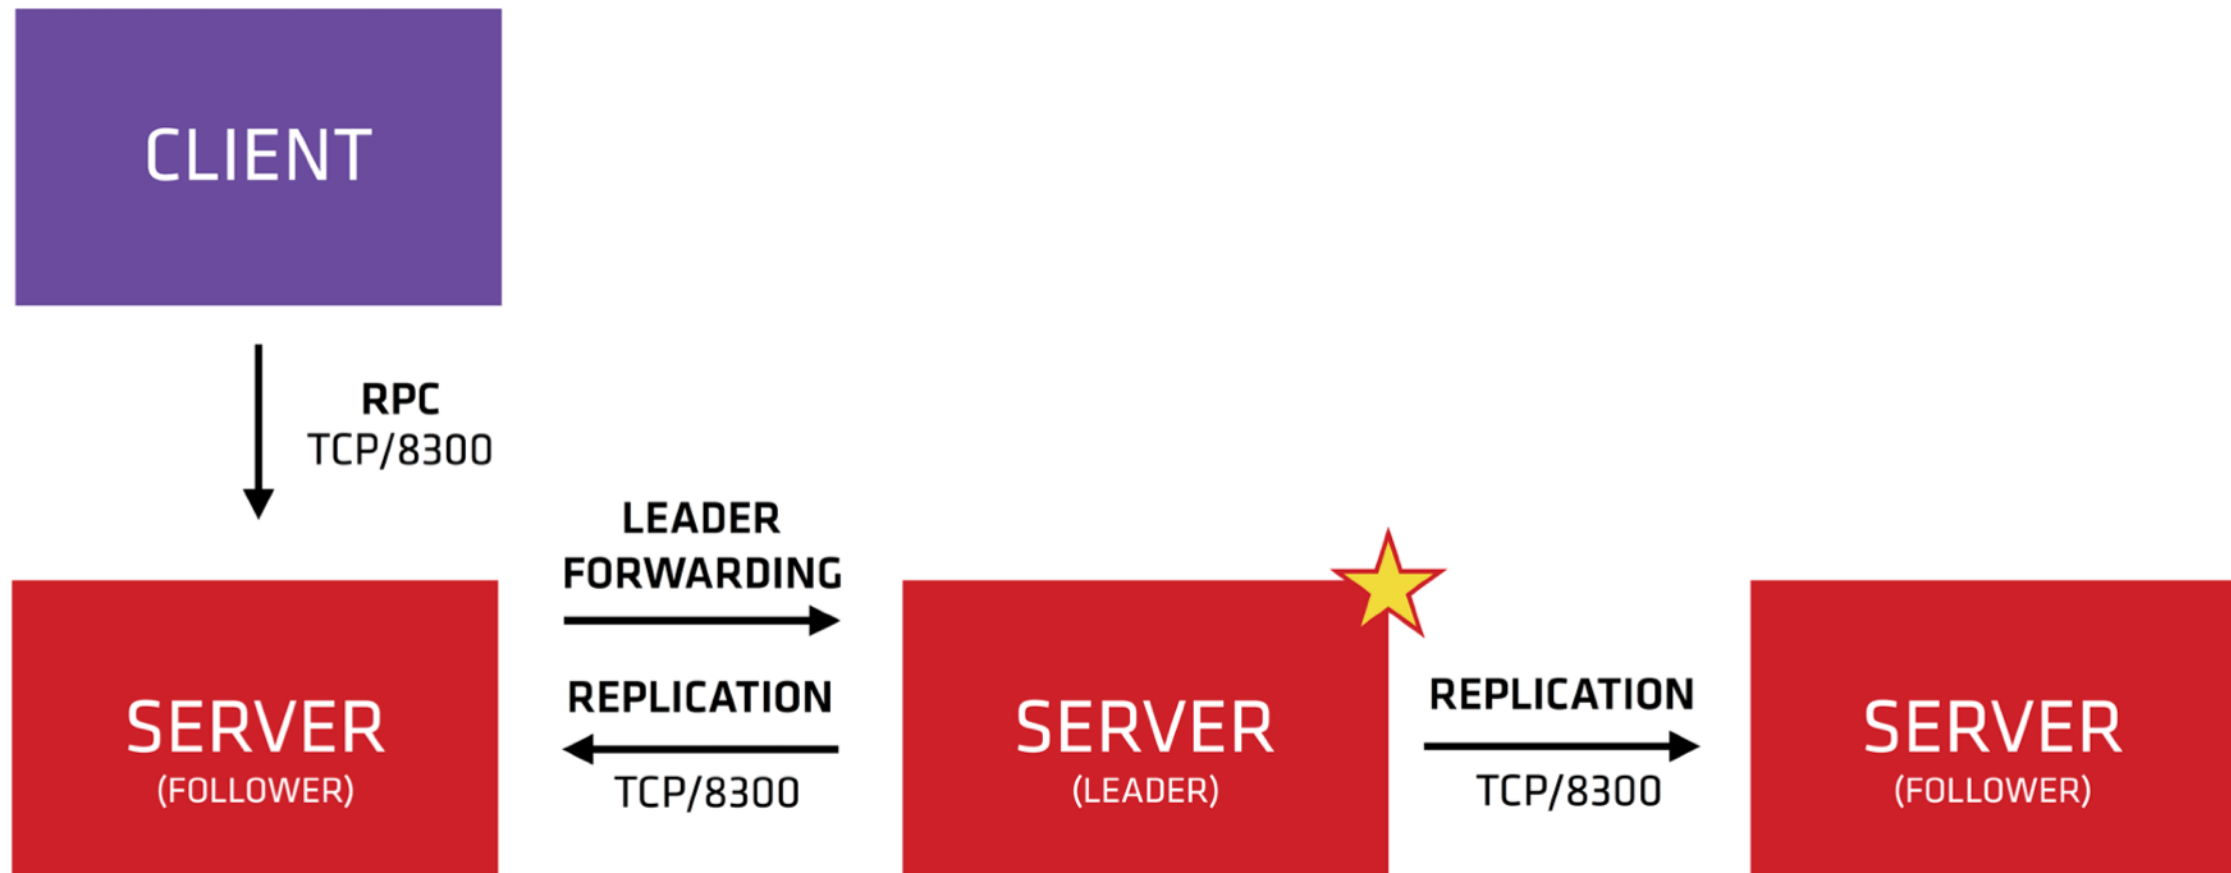 CLIENT
RPC
TCP/8300
LEADER
FORWARDING
REPLICATION
TCP/8300
REPLICATION
TCP/8300
SERVER
(FOLLOWER)
SERVER
(LEADER)
SERVER
(FOLLOWER)